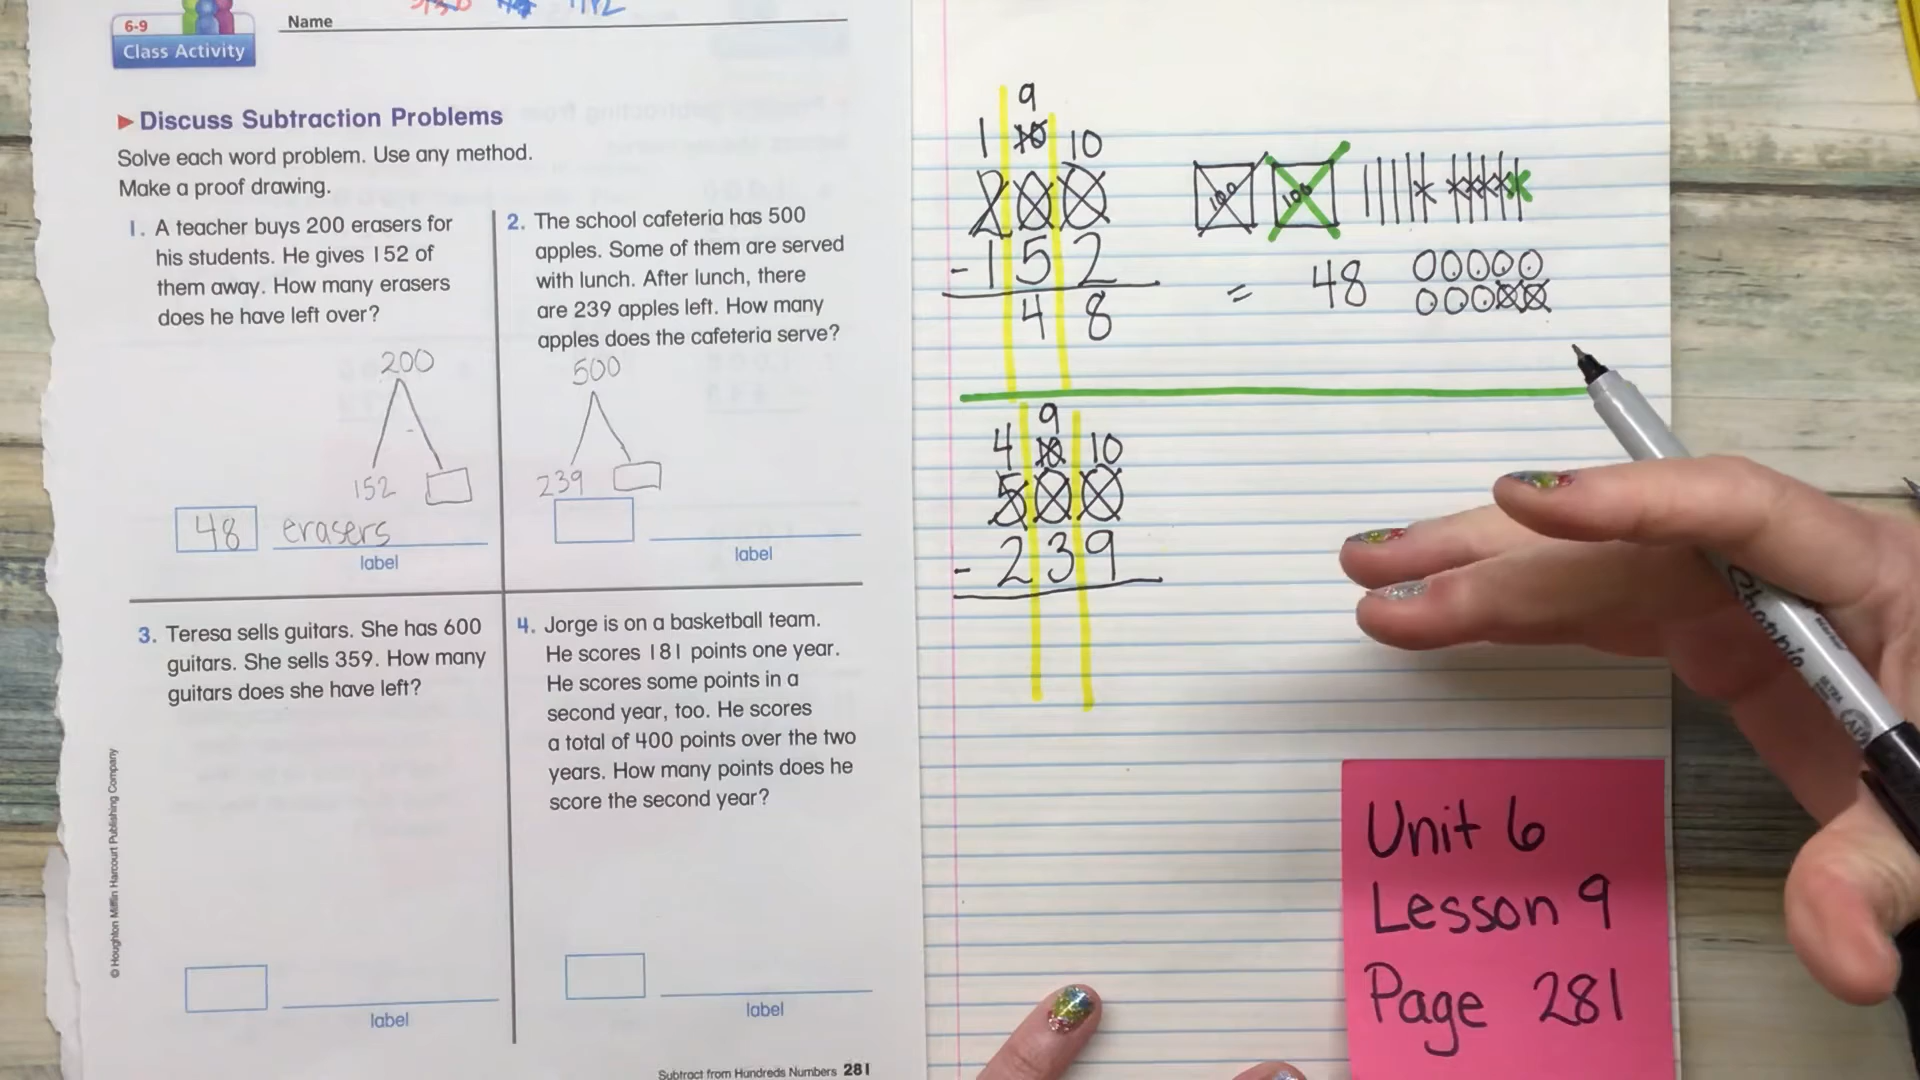 6-9
Class Activity
Name
Discuss Subtraction Problems
Solve each word problem. Use any method.
Make a proof drawing.
1. A teacher buys 200 erasers for
his students. He gives 152 of
them away. How many erasers
does he have left over?
200
152
48 erasers
label
2. The school cafeteria has 500
apples. Some of them are served
with lunch. After lunch, there
are 239 apples left. How many
apples does the cafeteria serve?
500
239
label
3. Teresa sells guitars. She has 600
guitars. She sells 359. How many
guitars does she have left?
label
4. Jorge is on a basketball team.
He scores 181 points one year.
He scores some points in a
second year, too. He scores
a total of 400 points over the two
years. How many points does he
score the second year?
label
© Houghton Mifflin Harcourt Publishing Company
Subtract from Hundreds Numbers 281
9
1 10 10
200
- 152
48
100 100
= 48
9
4 10 10
500
- 239
Unit 6
Lesson 9
Page 281